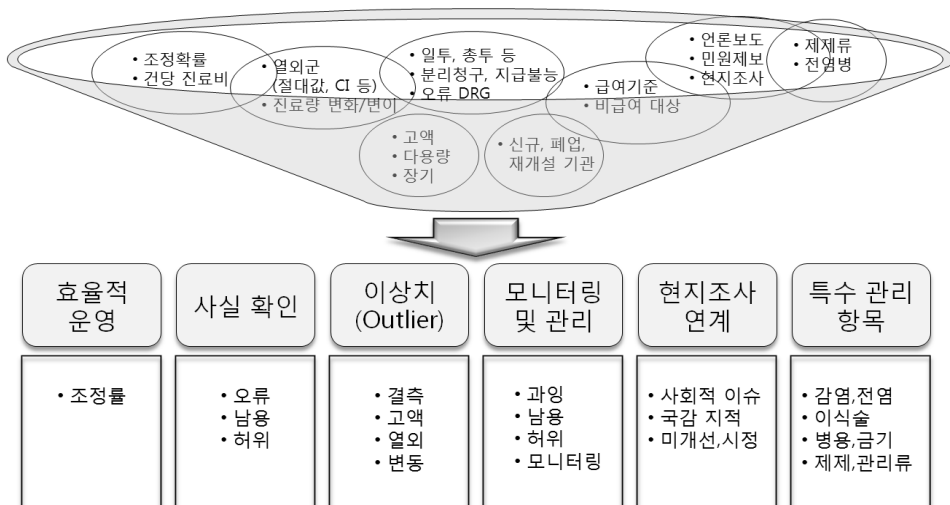 • 조정확률
• 건당 진료비
• 열외군
(절대값, CI 등)
• 진료량 변화/변이
• 일투, 총투 등
• 분리청구, 지급불능
• 오류 DRG
• 급여기준
• 비급여 대상
• 언론보도
• 민원제보
• 현지조사
• 제제류
• 전염병
• 고액
• 다용량
• 장기
• 신규, 폐업,
재개설 기관
효율적
운영
• 조정률
사실 확인
• 오류
• 남용
• 허위
이상치
(Outlier)
• 결측
• 고액
• 열외
• 변동
모니터링
및 관리
• 과잉
• 남용
• 허위
• 모니터링
현지조사
연계
• 사회적 이슈
• 국감 지적
• 미개선,시정
특수 관리
항목
• 감염,전염
• 이식술
• 병용,금기
• 제제,관리류